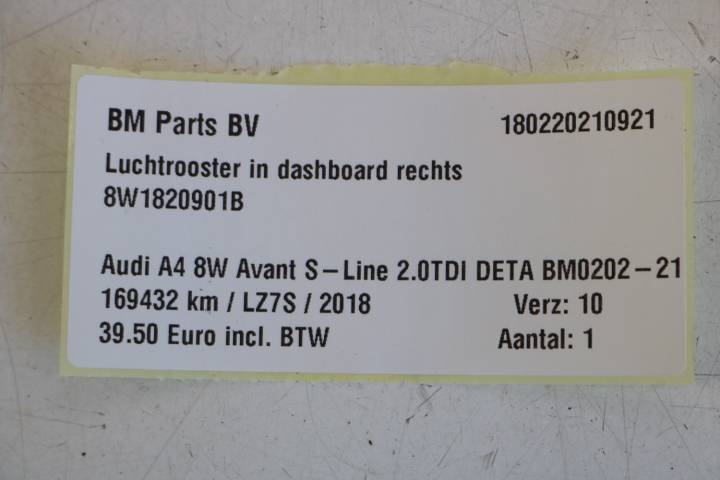 BM Parts BV 180220210921
Luchtrooster in dashboard rechts
8W1820901B
Audi A4 8W Avant S-Line 2.0TDI DETA BM0202-21
169432 km / LZ7S / 2018 Verz: 10
39.50 Euro incl. BTW Aantal: 1